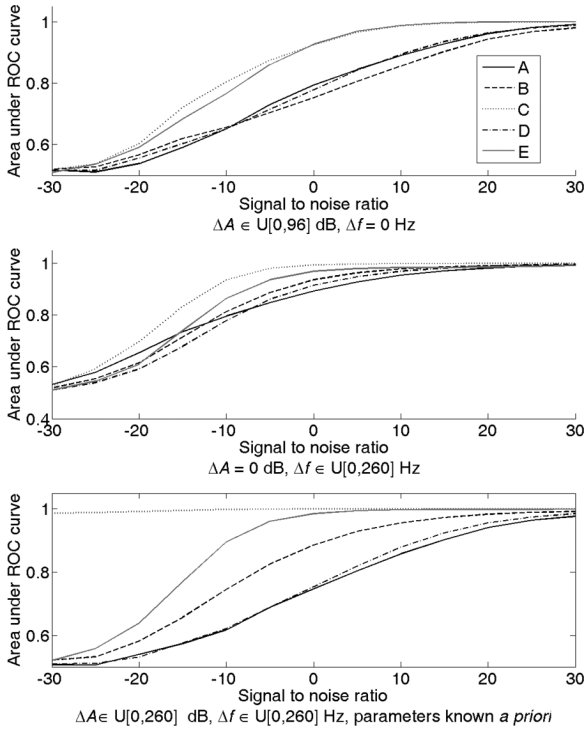 1
0.8
0.6
Area under ROC curve
A
B
C
D
E
-30 -20 -10 0 10 20 30
Signal to noise ratio
ΔA ∈ U[0,96] dB, Δf = 0 Hz
1
0.8
0.6
0.4
Area under ROC curve
-30 -20 -10 0 10 20 30
Signal to noise ratio
ΔA = 0 dB, Δf ∈ U[0,260] Hz
1
0.8
0.6
Area under ROC curve
-30 -20 -10 0 10 20 30
Signal to noise ratio
ΔA∈ U[0,260] dB, Δf ∈ U[0,260] Hz, parameters known a priori